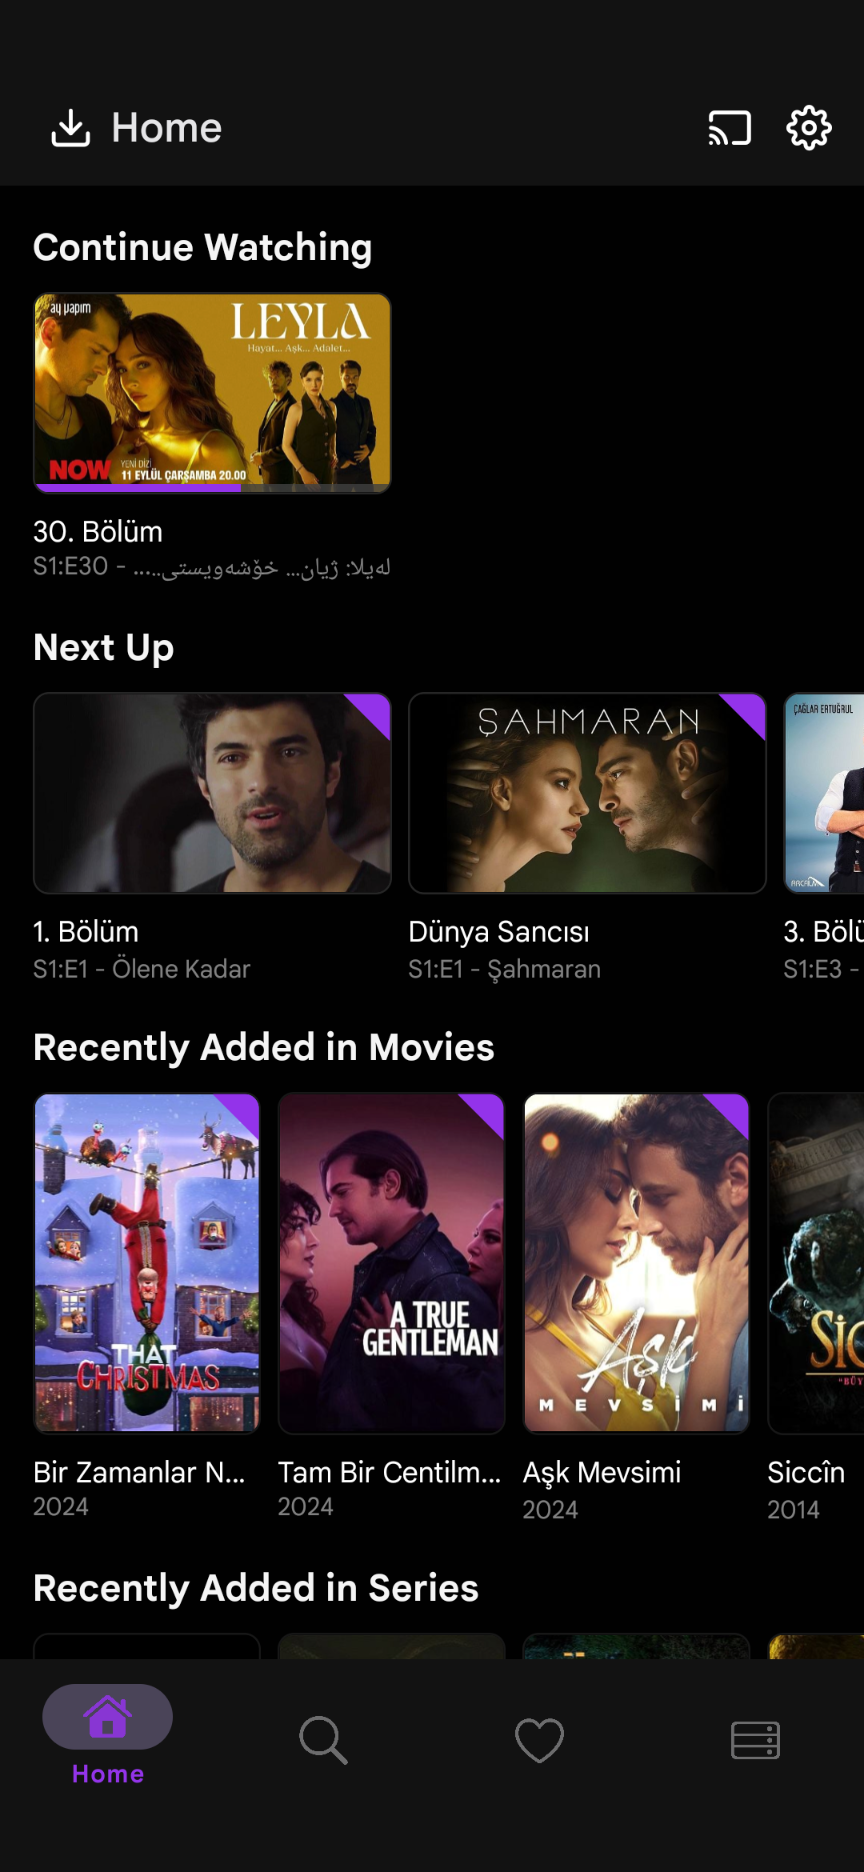 Home
Continue Watching
ay yapım
LEYLA
Hayat... Aşk... Adalet...
NOW
YENİ DİZİ
11 EYLÜL ÇARŞAMBA 20.00
30. Bölüm
S1:E30 - لەیلا: ژیان... خۆشەویستی.....
Next Up
ŞAHMARAN
ÇAĞLAR ERTUĞRUL
ARCFILM
1. Bölüm
Dünya Sancısı
3. Bölü
S1:E1 - Ölene Kadar
S1:E1 - Şahmaran
S1:E3 -
Recently Added in Movies
THAT
CHRISTMAS
A TRUE
GENTLEMAN
Aşk
MEVSİMİ
SIC
"BÜY
Bir Zamanlar N...
Tam Bir Centilm...
Aşk Mevsimi
Siccîn
2024
2024
2024
2014
Recently Added in Series
Home